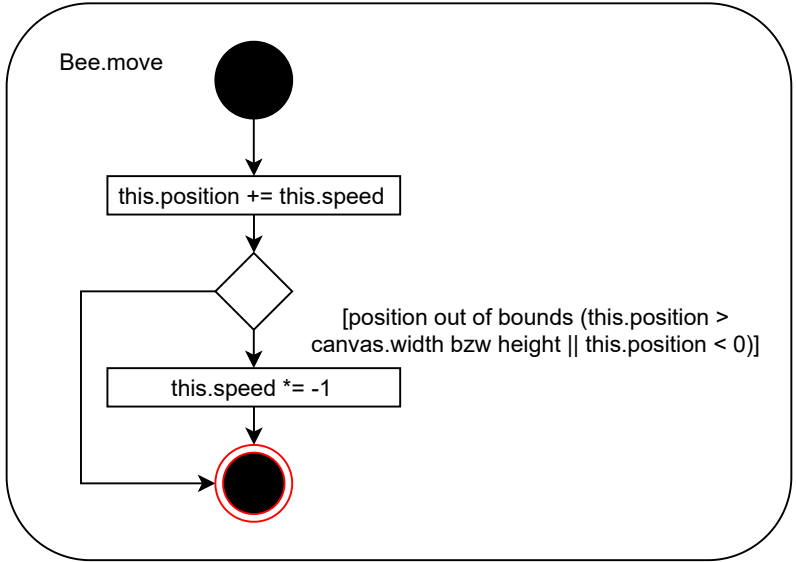 Bee.move
this.position += this.speed
[position out of bounds (this.position >
canvas.width bzw height || this.position < 0)]
this.speed *= -1